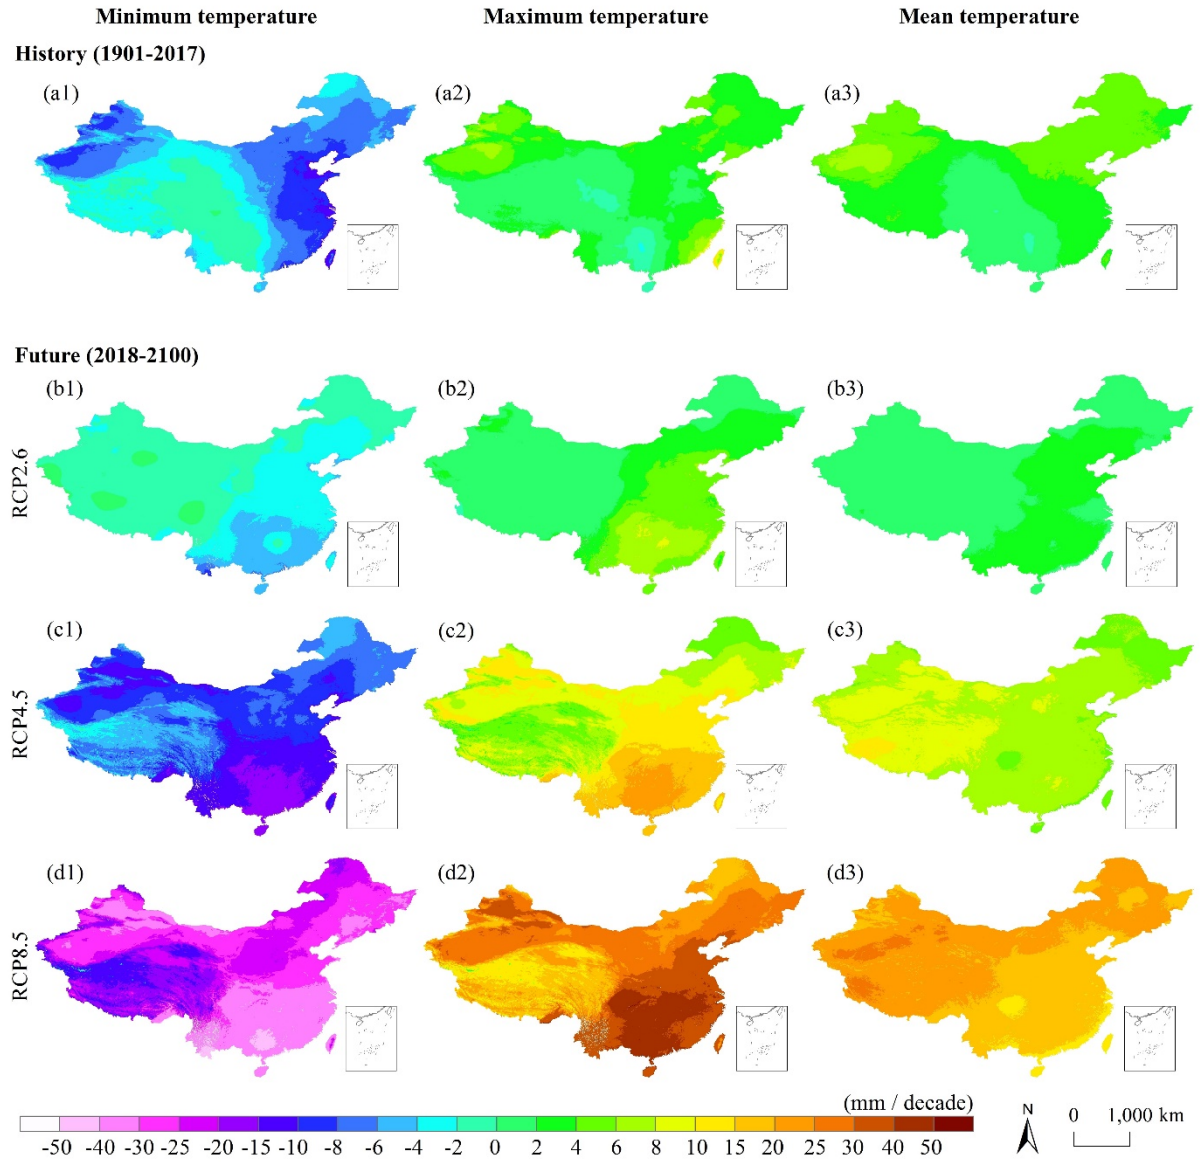 Minimum temperature Maximum temperature Mean temperature
History (1901-2017)
(a1) (a2) (a3)
Future (2018-2100)
(b1) (b2) (b3)
RCP2.6
(c1) (c2) (c3)
RCP4.5
(d1) (d2) (d3)
RCP8.5
(mm / decade) N 0 1,000 km
-50 -40 -30 -25 -15 -10 -8 -6 -4 -2 0 2 4 6 8 10 15 20 25 30 40 50